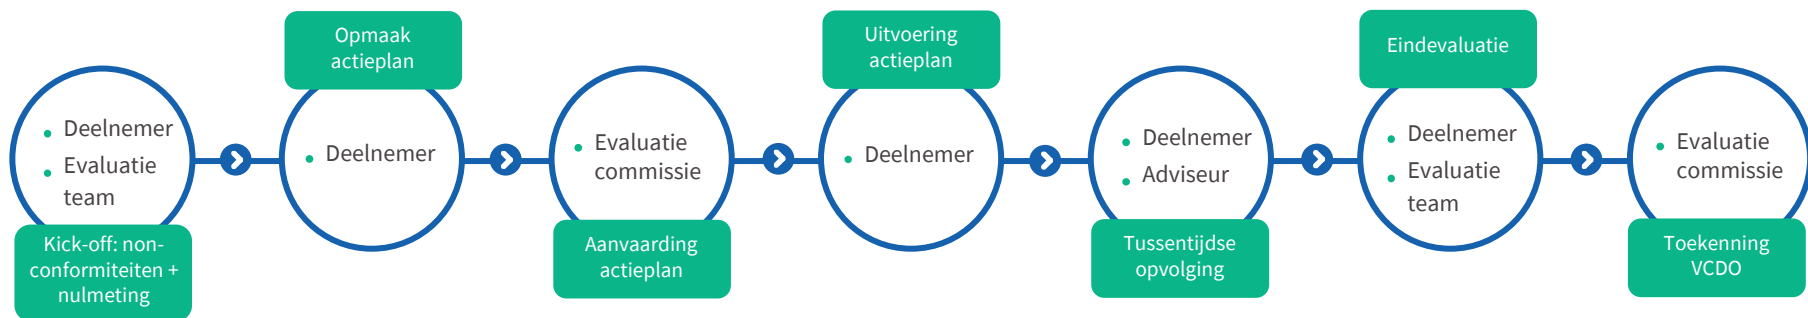 Deelnemer
Evaluatie
team
Kick-off: non-
conformiteiten +
nulmeting
Opmaak
actieplan
Deelnemer
Evaluatie
commissie
Aanvaarding
actieplan
Uitvoering
actieplan
Deelnemer
Deelnemer
Adviseur
Tussentijdse
opvolging
Eindevaluatie
Deelnemer
Evaluatie
team
Evaluatie
commissie
Toekenning
VCDO